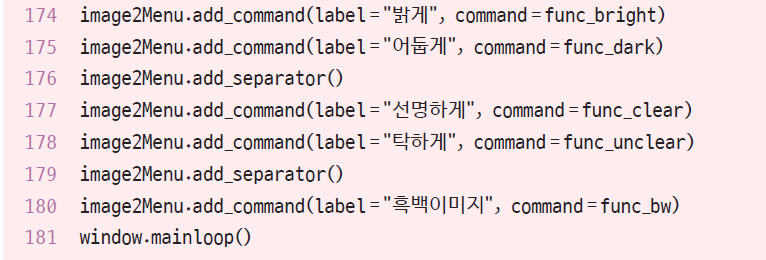 174 image2Menu.add_command(label="밝게", command=func_bright)
175 image2Menu.add_command(label="어둡게", command=func_dark)
176 image2Menu.add_separator()
177 image2Menu.add_command(label="선명하게", command=func_clear)
178 image2Menu.add_command(label="탁하게", command=func_unclear)
179 image2Menu.add_separator()
180 image2Menu.add_command(label="흑백이미지", command=func_bw)
181 window.mainloop()